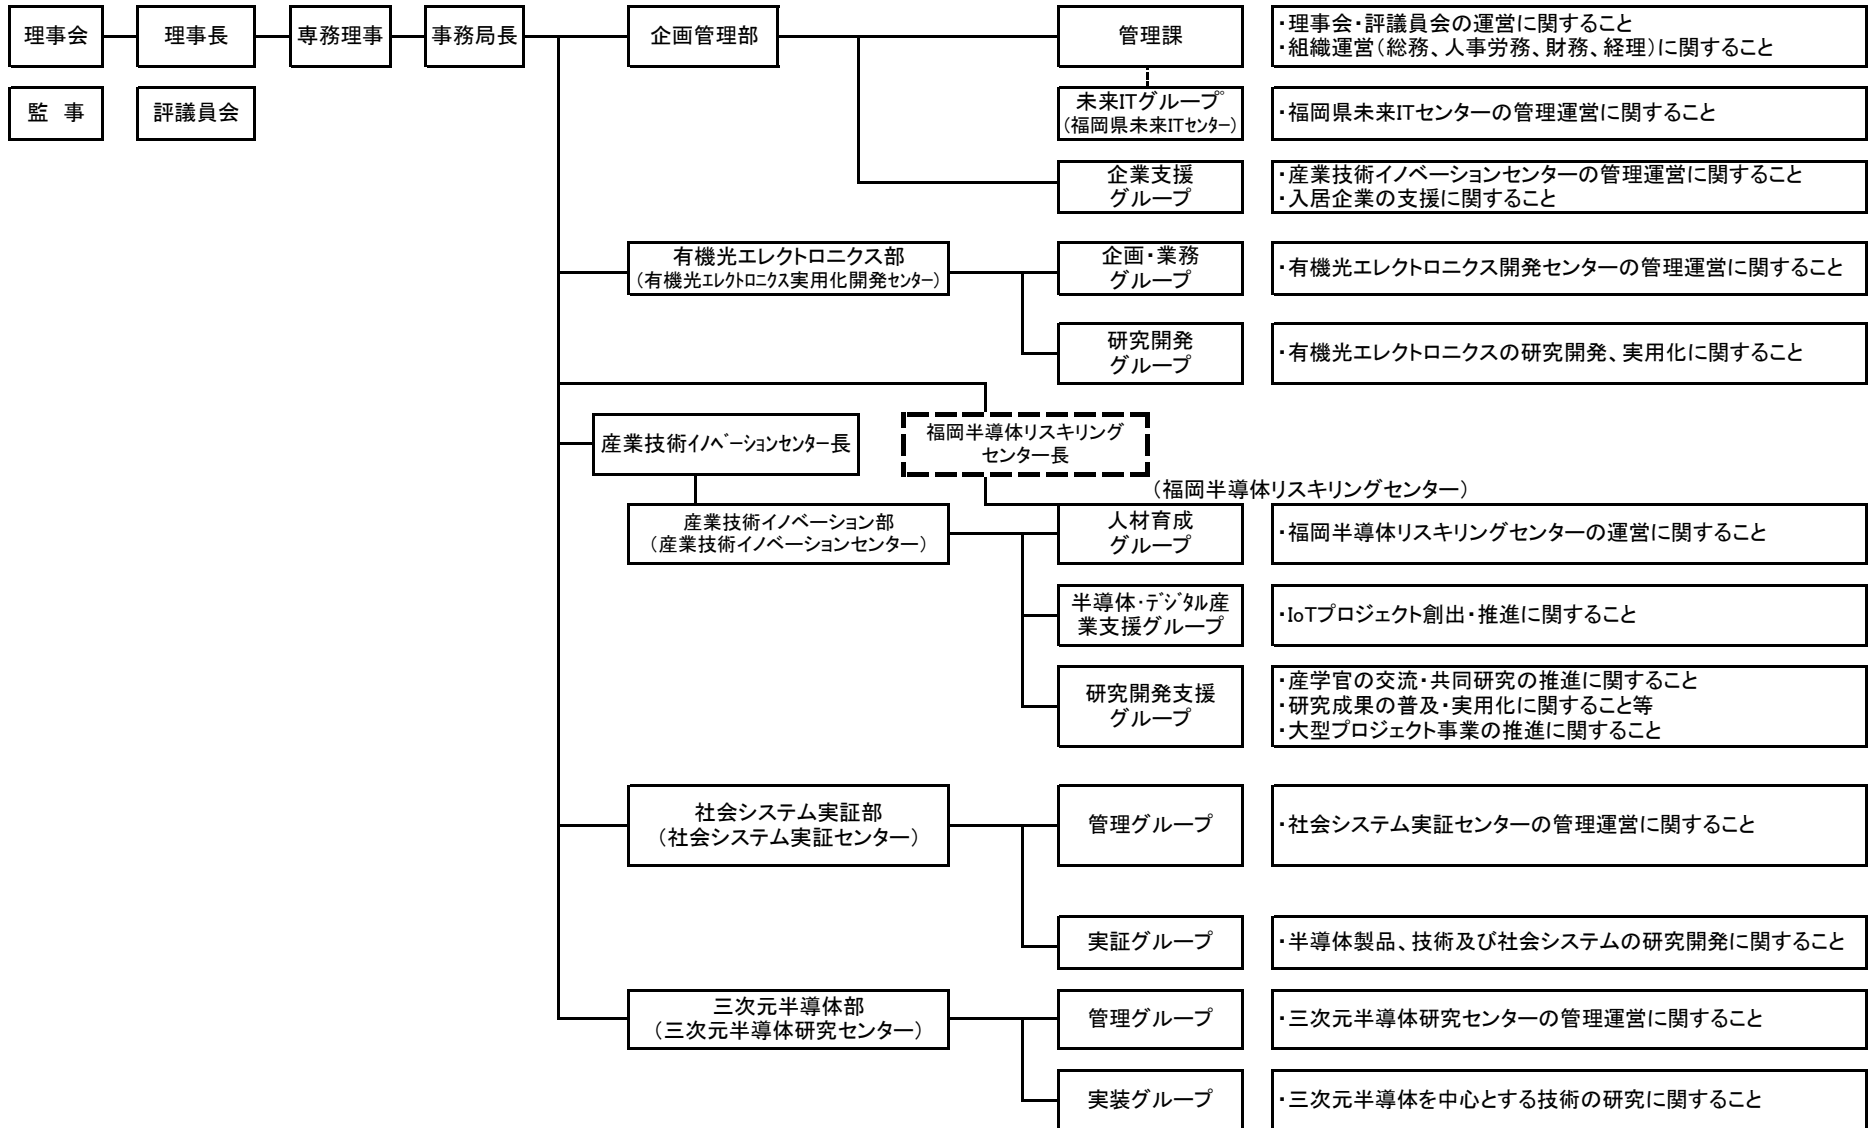 理事会
理事長
専務理事
事務局長
企画管理部
管理課
・理事会・評議員会の運営に関すること
・組織運営(総務、人事労務、財務、経理)に関すること
監　事
評議員会
未来ITグループ
(福岡県未来ITセンター)
・福岡県未来ITセンターの管理運営に関すること
企業支援
グループ
・産業技術イノベーションセンターの管理運営に関すること
・入居企業の支援に関すること
有機光エレクトロニクス部
(有機光エレクトロニクス実用化開発センター)
企画・業務
グループ
・有機光エレクトロニクス開発センターの管理運営に関すること
研究開発
グループ
・有機光エレクトロニクスの研究開発、実用化に関すること
産業技術イノベーションセンター長
福岡半導体リスキリング
センター長
(福岡半導体リスキリングセンター)
産業技術イノベーション部
(産業技術イノベーションセンター)
人材育成
グループ
・福岡半導体リスキリングセンターの運営に関すること
半導体・デジタル産
業支援グループ
・IoTプロジェクト創出・推進に関すること
研究開発支援
グループ
・産学官の交流・共同研究の推進に関すること
・研究成果の普及・実用化に関すること等
・大型プロジェクト事業の推進に関すること
社会システム実証部
(社会システム実証センター)
管理グループ
・社会システム実証センターの管理運営に関すること
実証グループ
・半導体製品、技術及び社会システムの研究開発に関すること
三次元半導体部
(三次元半導体研究センター)
管理グループ
・三次元半導体研究センターの管理運営に関すること
実装グループ
・三次元半導体を中心とする技術の研究に関すること